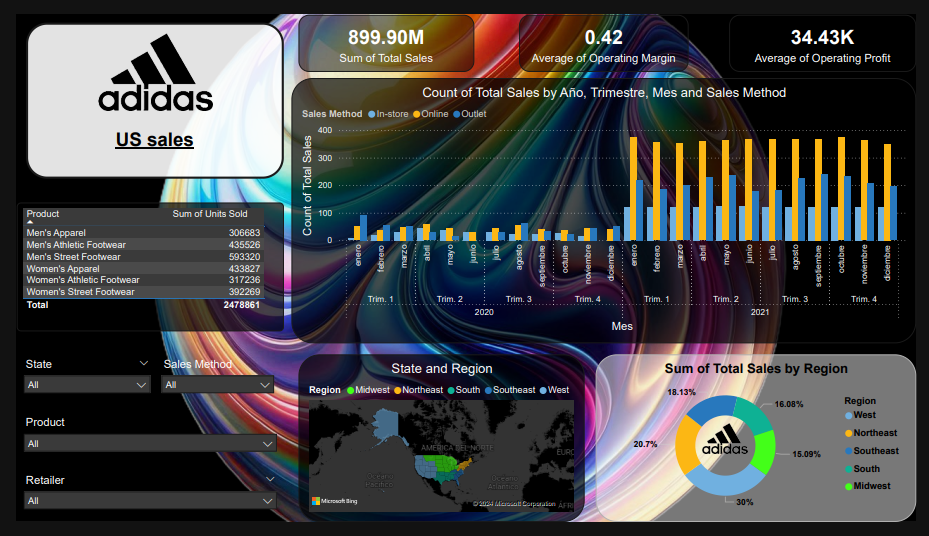 adidas
US sales
899.90M
Sum of Total Sales
0.42
Average of Operating Margin
34.43K
Average of Operating Profit
Count of Total Sales by Año, Trimestre, Mes and Sales Method
Sales Method In-store Online Outlet
Count of Total Sales
400
300
200
100
0
enero
febrero
marzo
abril
mayo
junio
julio
agosto
septiembre
octubre
noviembre
diciembre
enero
febrero
marzo
abril
mayo
junio
julio
agosto
septiembre
octubre
noviembre
diciembre
Trim. 1 Trim. 2 Trim. 3 Trim. 4 Trim. 1 Trim. 2 Trim. 3 Trim. 4
2020 2021
Mes
Product Sum of Units Sold
Men's Apparel 306683
Men's Athletic Footwear 435526
Men's Street Footwear 593320
Women's Apparel 433827
Women's Athletic Footwear 317236
Women's Street Footwear 392269
Total 2478861
State
All
Sales Method
All
Product
All
Retailer
All
State and Region
Region Midwest Northeast South Southeast West
AMÉRICA DEL NORTE
EURO
Océano
Pacífico
Océano
Atlántico
ÁFRI
Microsoft Bing
© 2024 Microsoft Corporation
Sum of Total Sales by Region
18.13%
16.08%
20.7%
15.09%
30%
adidas
Region
West
Northeast
Southeast
South
Midwest